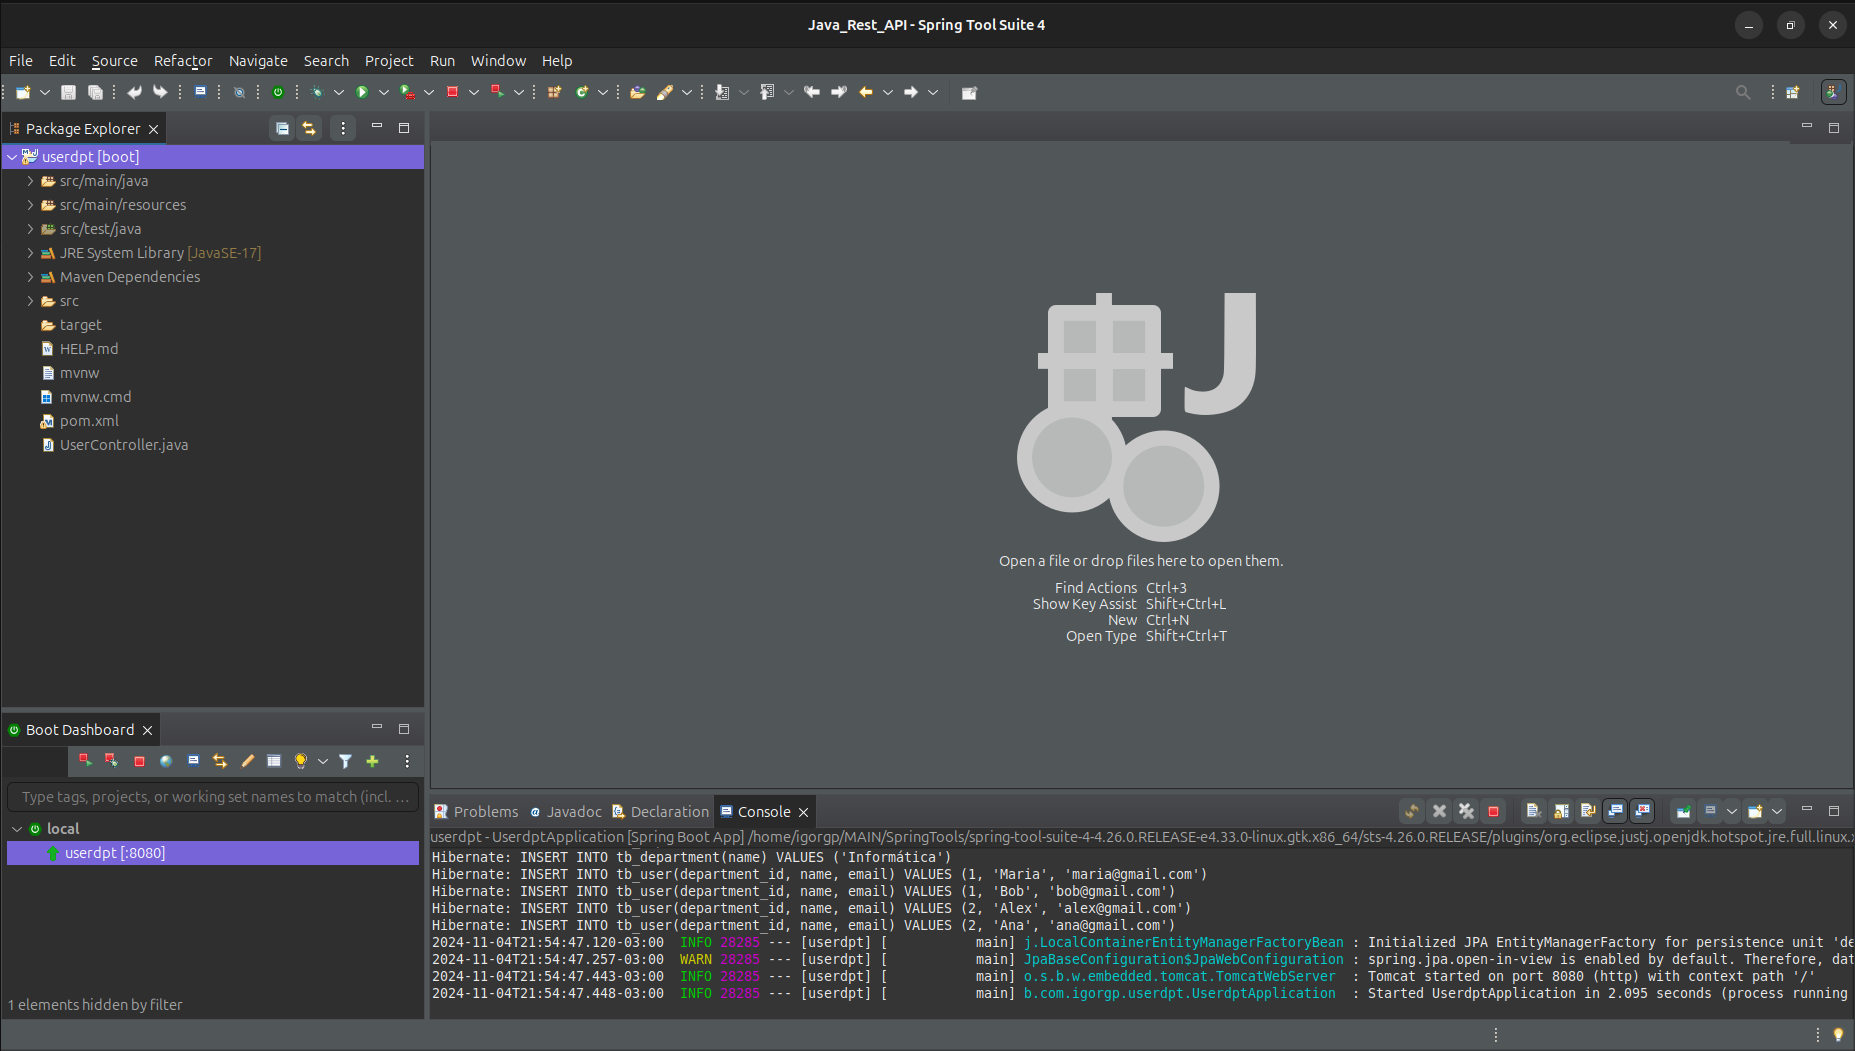 Java_Rest_API - Spring Tool Suite 4
File Edit Source Refactor Navigate Search Project Run Window Help
Package Explorer
userdpt [boot]
src/main/java
src/main/resources
src/test/java
JRE System Library [JavaSE-17]
Maven Dependencies
src
target
HELP.md
mvnw
mvnw.cmd
pom.xml
UserController.java
J
Open a file or drop files here to open them.
Find Actions Ctrl+3
Show Key Assist Shift+Ctrl+L
New Ctrl+N
Open Type Shift+Ctrl+T
Boot Dashboard
Type tags, projects, or working set names to match (incl. ...
local
userdpt [:8080]
1 elements hidden by filter
Problems Javadoc Declaration Console
userdpt - UserdptApplication [Spring Boot App] /home/igorgp/MAIN/SpringTools/spring-tool-suite-4-4.26.0.RELEASE-e4.33.0-linux.gtk.x86_64/sts-4.26.0.RELEASE/plugins/org.eclipse.justj.openjdk.hotspot.jre.full.linux.x
Hibernate: INSERT INTO tb_department(name) VALUES ('Informática')
Hibernate: INSERT INTO tb_user(department_id, name, email) VALUES (1, 'Maria', 'maria@gmail.com')
Hibernate: INSERT INTO tb_user(department_id, name, email) VALUES (1, 'Bob', 'bob@gmail.com')
Hibernate: INSERT INTO tb_user(department_id, name, email) VALUES (2, 'Alex', 'alex@gmail.com')
Hibernate: INSERT INTO tb_user(department_id, name, email) VALUES (2, 'Ana', 'ana@gmail.com')
2024-11-04T21:54:47.120-03:00 INFO 28285 --- [userdpt] [ main] j.LocalContainerEntityManagerFactoryBean : Initialized JPA EntityManagerFactory for persistence unit 'de
2024-11-04T21:54:47.257-03:00 WARN 28285 --- [userdpt] [ main] JpaBaseConfiguration$JpaWebConfiguration : spring.jpa.open-in-view is enabled by default. Therefore, dat
2024-11-04T21:54:47.443-03:00 INFO 28285 --- [userdpt] [ main] o.s.b.w.embedded.tomcat.TomcatWebServer : Tomcat started on port 8080 (http) with context path '/'
2024-11-04T21:54:47.448-03:00 INFO 28285 --- [userdpt] [ main] b.com.igorgp.userdpt.UserdptApplication : Started UserdptApplication in 2.095 seconds (process running